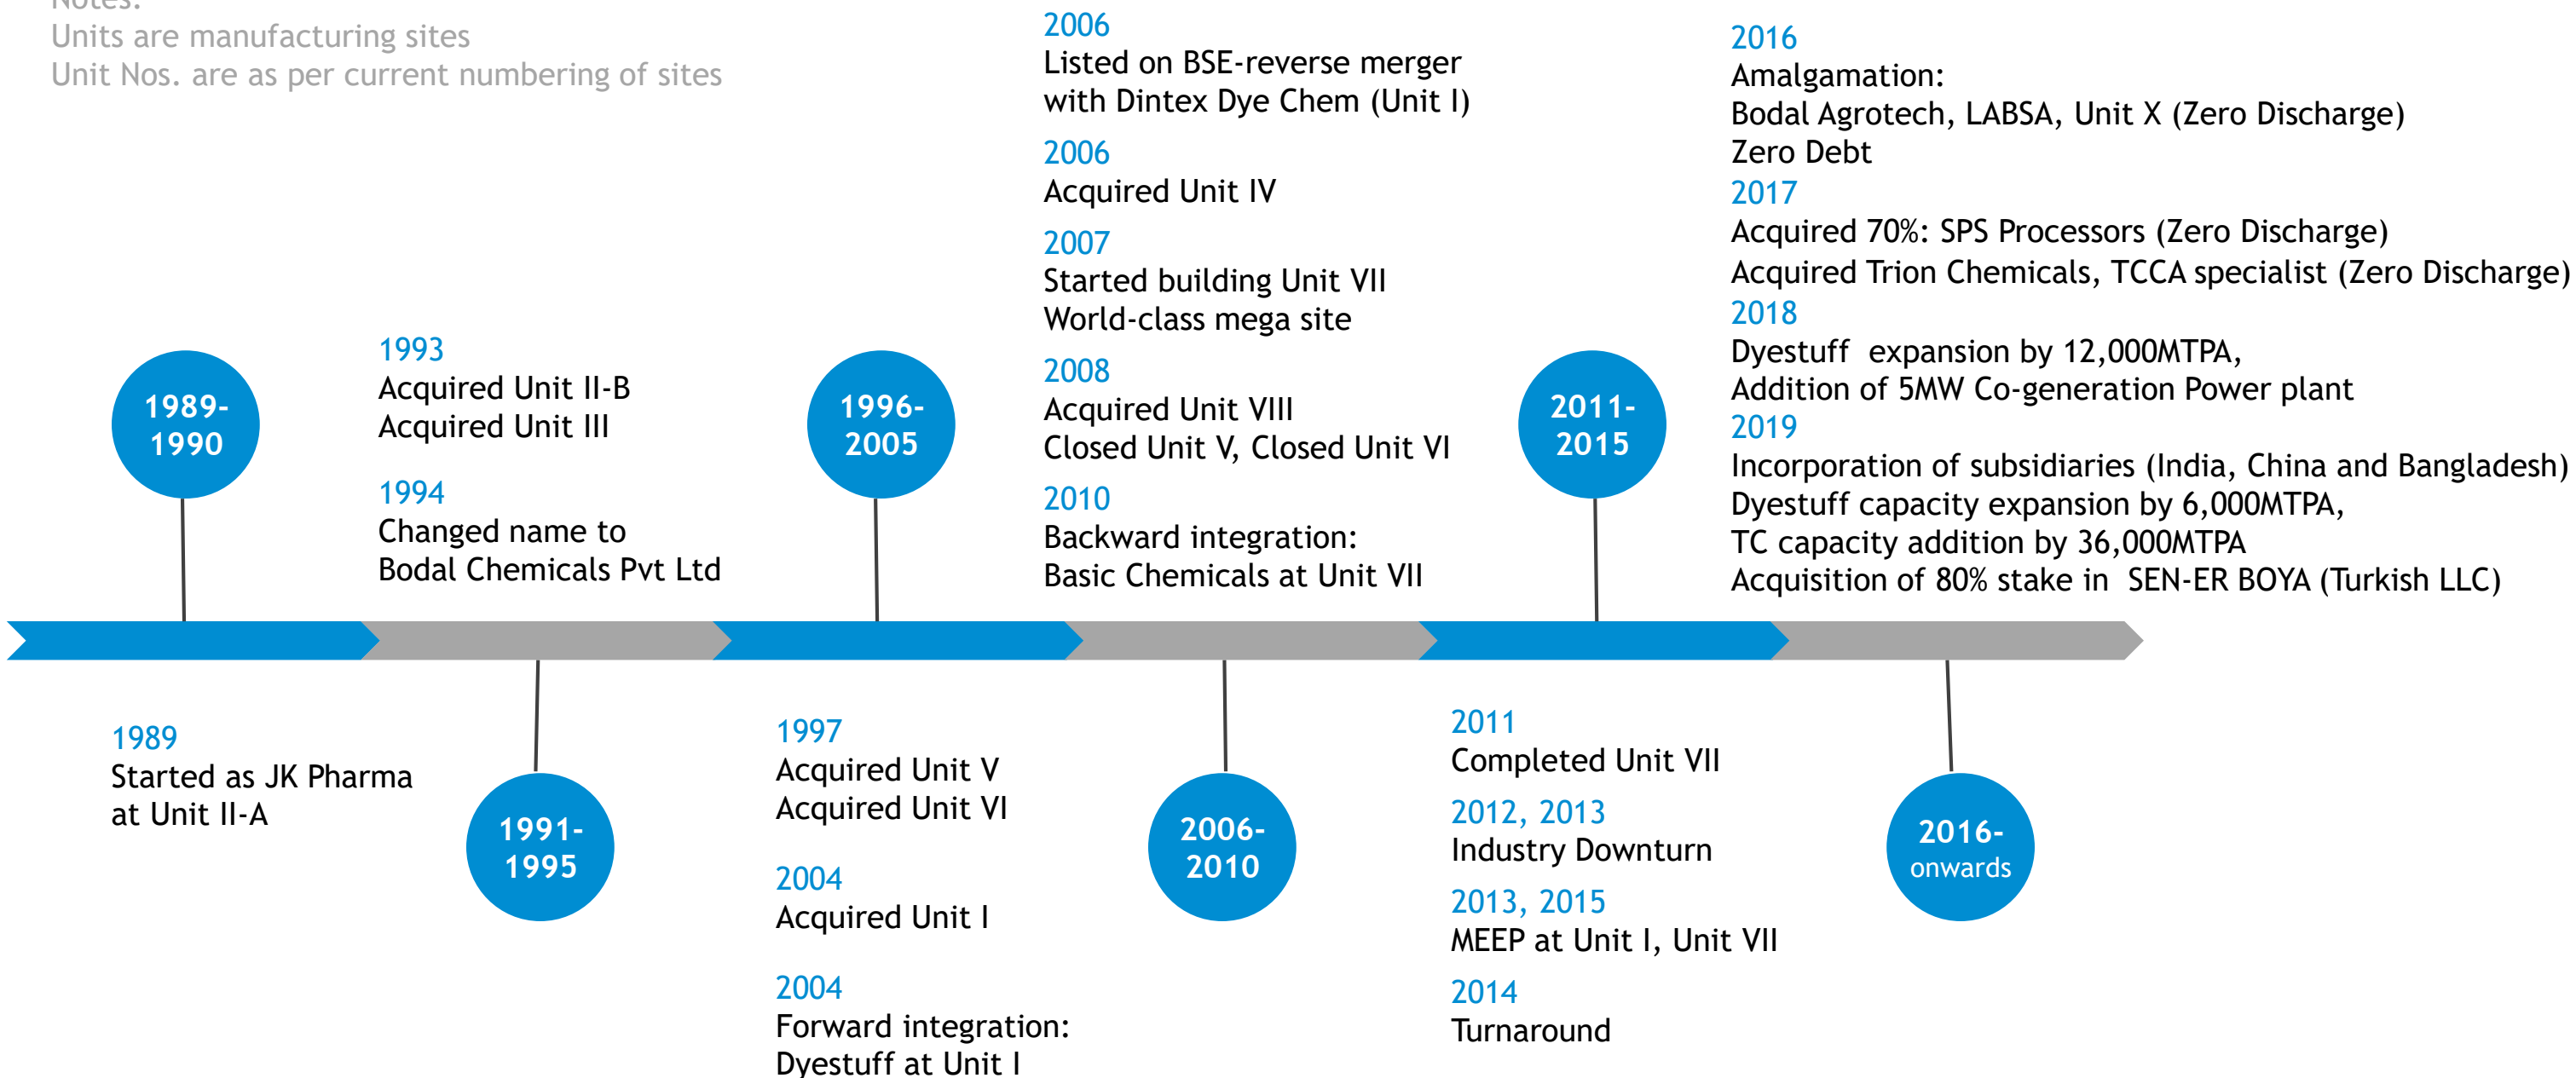 Notes:
Units are manufacturing sites
Unit Nos. are as per current numbering of sites
1989-
1990
1989
Started as JK Pharma
at Unit II-A
1993
Acquired Unit II-B
Acquired Unit III
1994
Changed name to
Bodal Chemicals Pvt Ltd
1991-
1995
1996-
2005
1997
Acquired Unit V
Acquired Unit VI
2004
Acquired Unit I
2004
Forward integration:
Dyestuff at Unit I
2006
Listed on BSE-reverse merger
with Dintex Dye Chem (Unit I)
2006
Acquired Unit IV
2007
Started building Unit VII
World-class mega site
2008
Acquired Unit VIII
Closed Unit V, Closed Unit VI
2010
Backward integration:
Basic Chemicals at Unit VII
2006-
2010
2011-
2015
2011
Completed Unit VII
2012, 2013
Industry Downturn
2013, 2015
MEEP at Unit I, Unit VII
2014
Turnaround
2016
Amalgamation:
Bodal Agrotech, LABSA, Unit X (Zero Discharge)
Zero Debt
2017
Acquired 70%: SPS Processors (Zero Discharge)
Acquired Trion Chemicals, TCCA specialist (Zero Discharge)
2018
Dyestuff expansion by 12,000MTPA,
Addition of 5MW Co-generation Power plant
2019
Incorporation of subsidiaries (India, China and Bangladesh)
Dyestuff capacity expansion by 6,000MTPA,
TC capacity addition by 36,000MTPA
Acquisition of 80% stake in SEN-ER BOYA (Turkish LLC)
2016-
onwards